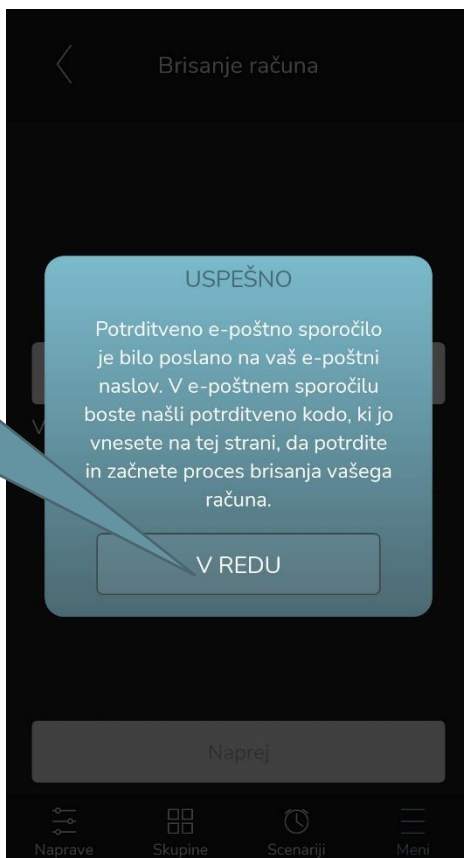 Brisanje računa
USPEŠNO
Potrditveno e-poštno sporočilo
je bilo poslano na vaš e-poštni
naslov. V e-poštnem sporočilu
boste našli potrditveno kodo, ki jo
vnesete na tej strani, da potrdite
in začnete proces brisanja vašega
računa.
V REDU
Naprej
Naprave Skupine Scenariji Meni